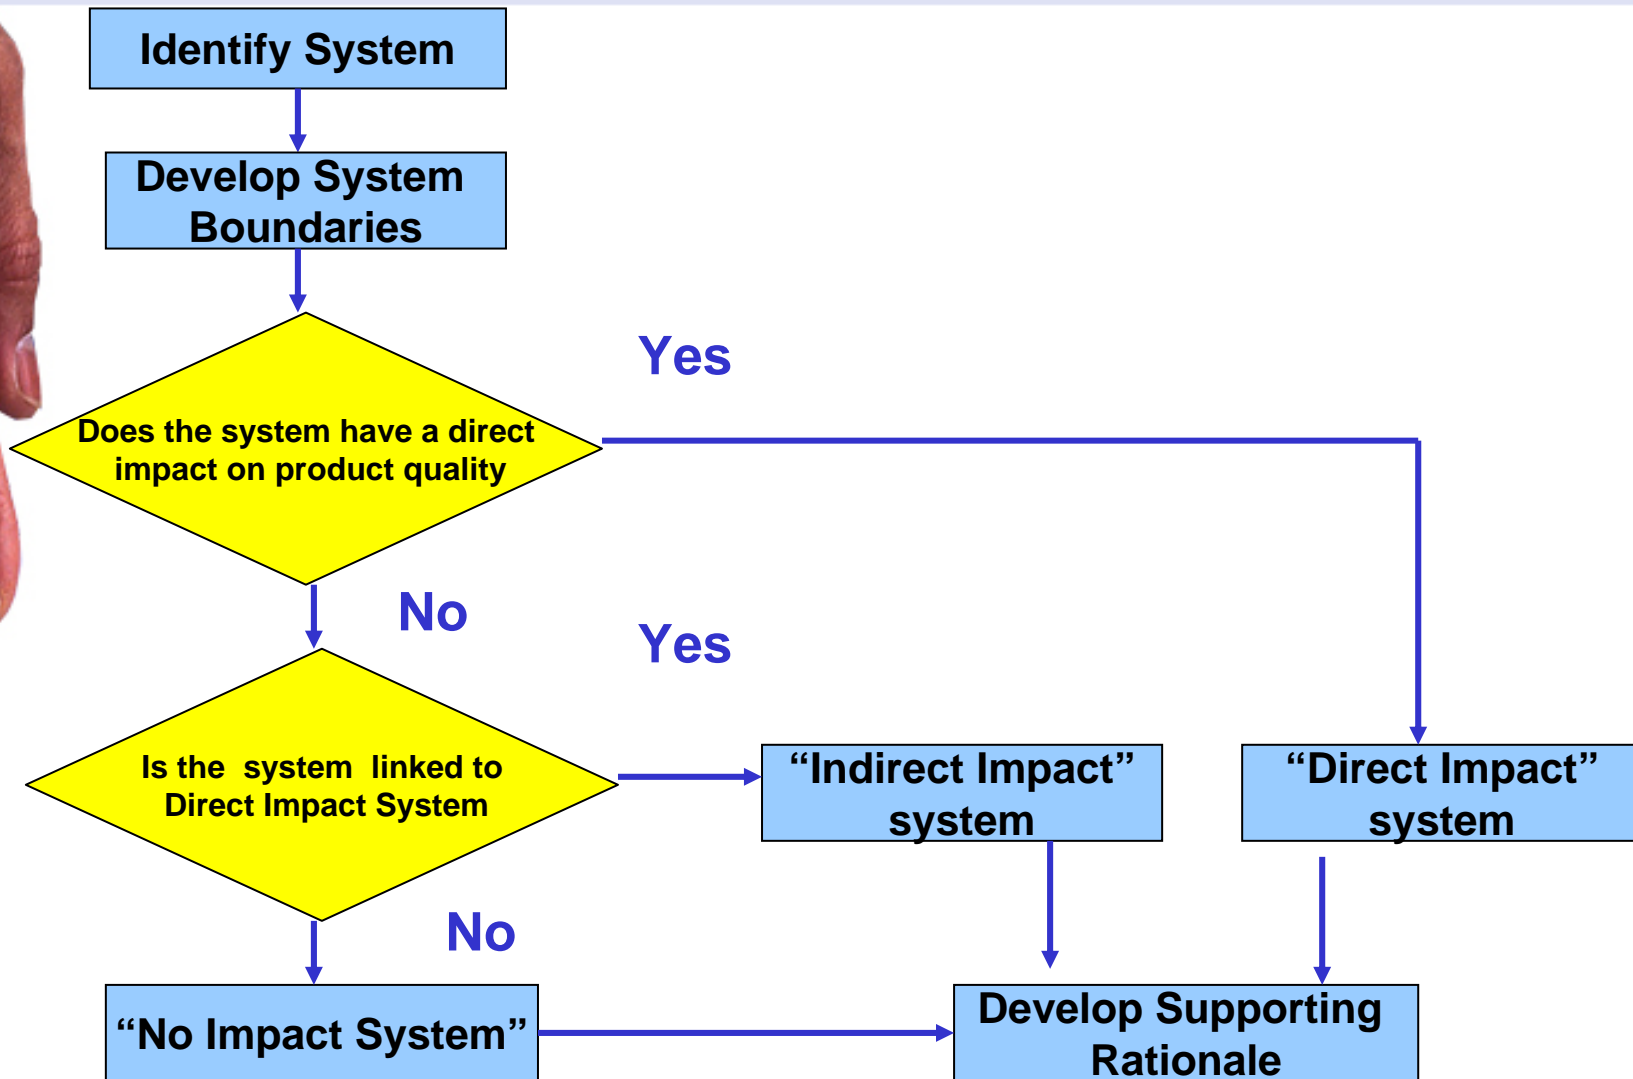 Identify System
Develop System
Boundaries
Yes
Does the system have a direct
impact on product quality
No
Yes
Is the system linked to
Direct Impact System
“Indirect Impact”
system
“Direct Impact”
system
No
“No Impact System”
Develop Supporting
Rationale